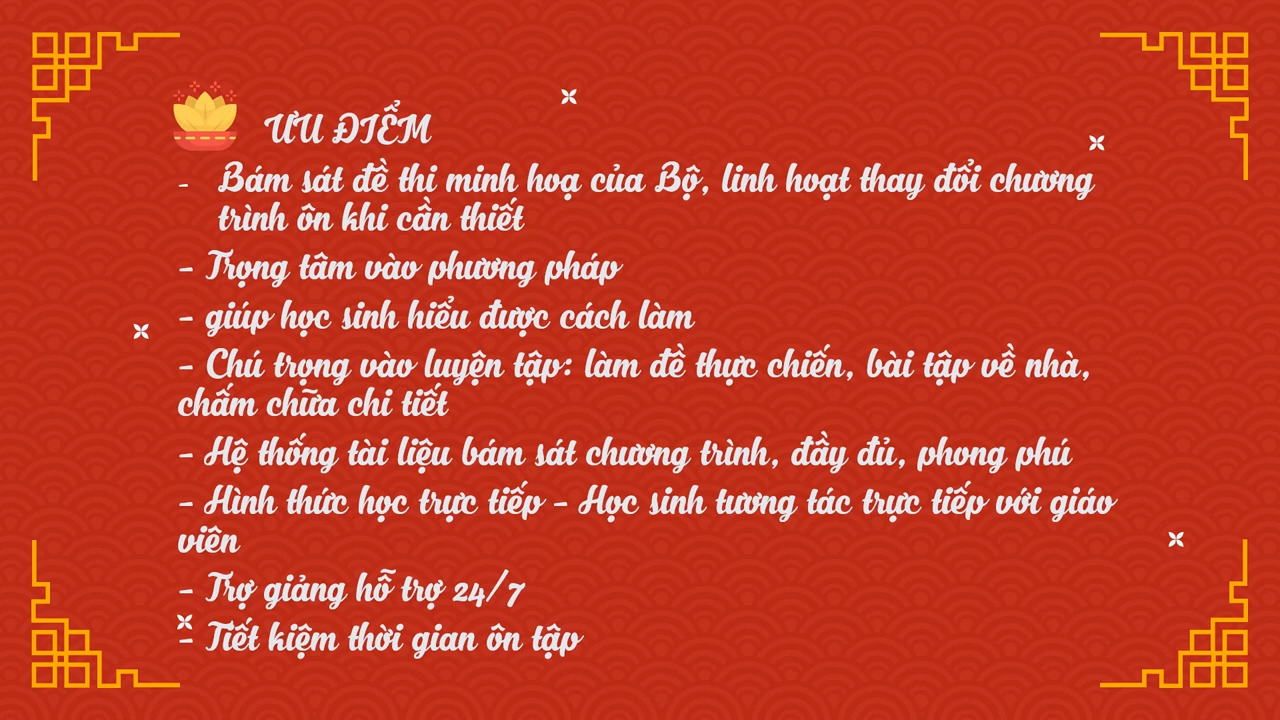 ƯU ĐIỂM
- Bám sát đề thi minh hoạ của Bộ, linh hoạt thay đổi chương
trình ôn khi cần thiết
- Trọng tâm vào phương pháp
- giúp học sinh hiểu được cách làm
- Chú trọng vào luyện tập: làm đề thực chiến, bài tập về nhà,
chấm chữa chi tiết
- Hệ thống tài liệu bám sát chương trình, đầy đủ, phong phú
- Hình thức học trực tiếp - Học sinh tương tác trực tiếp với giáo
viên
- Trợ giảng hỗ trợ 24/7
- Tiết kiệm thời gian ôn tập